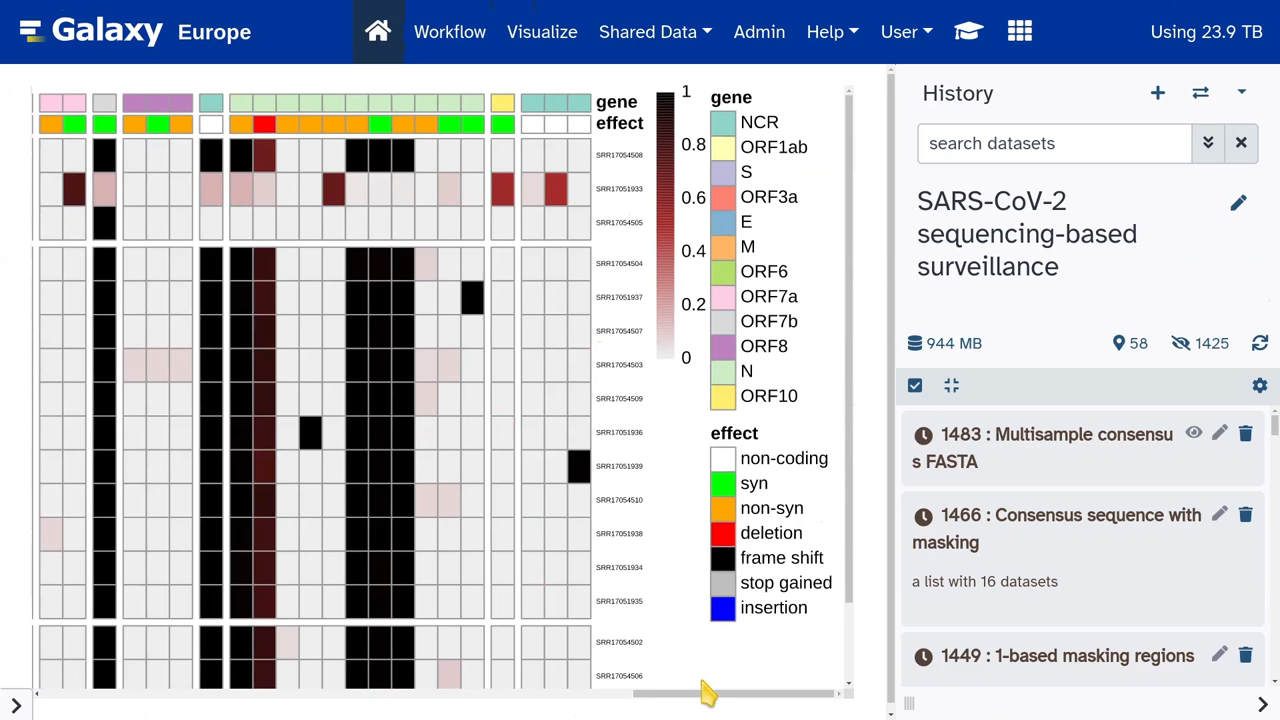 Galaxy Europe
Workflow
Visualize
Shared Data
Admin
Help
User
Using 23.9 TB
gene
effect
SRR17054508
SRR17051933
SRR17054505
SRR17054504
SRR17051937
SRR17054507
SRR17054503
SRR17054509
SRR17051936
SRR17051939
SRR17054510
SRR17051938
SRR17051934
SRR17051935
SRR17054502
SRR17054506
1
0.8
0.6
0.4
0.2
0
gene
NCR
ORF1ab
S
ORF3a
E
M
ORF6
ORF7a
ORF7b
ORF8
N
ORF10
effect
non-coding
syn
non-syn
deletion
frame shift
stop gained
insertion
History
search datasets
SARS-CoV-2
sequencing-based
surveillance
944 MB
58
1425
1483 : Multisample consensu
s FASTA
1466 : Consensus sequence with
masking
a list with 16 datasets
1449 : 1-based masking regions